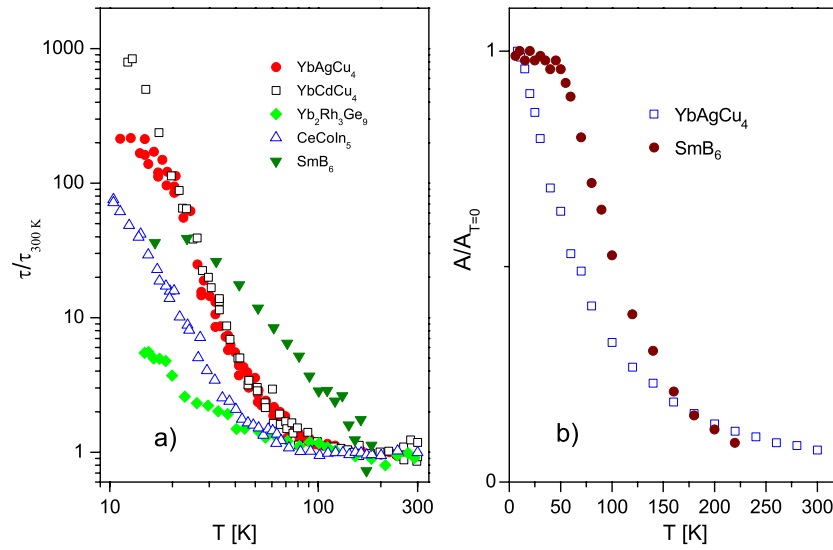 1000
100
10
1
τ/τ300 K
YbAgCu4
YbCdCu4
Yb2Rh3Ge9
CeCoIn5
SmB6
a)
10
100
300
T [K]
1
0
A/AT=0
YbAgCu4
SmB6
b)
0
50
100
150
200
250
300
T [K]